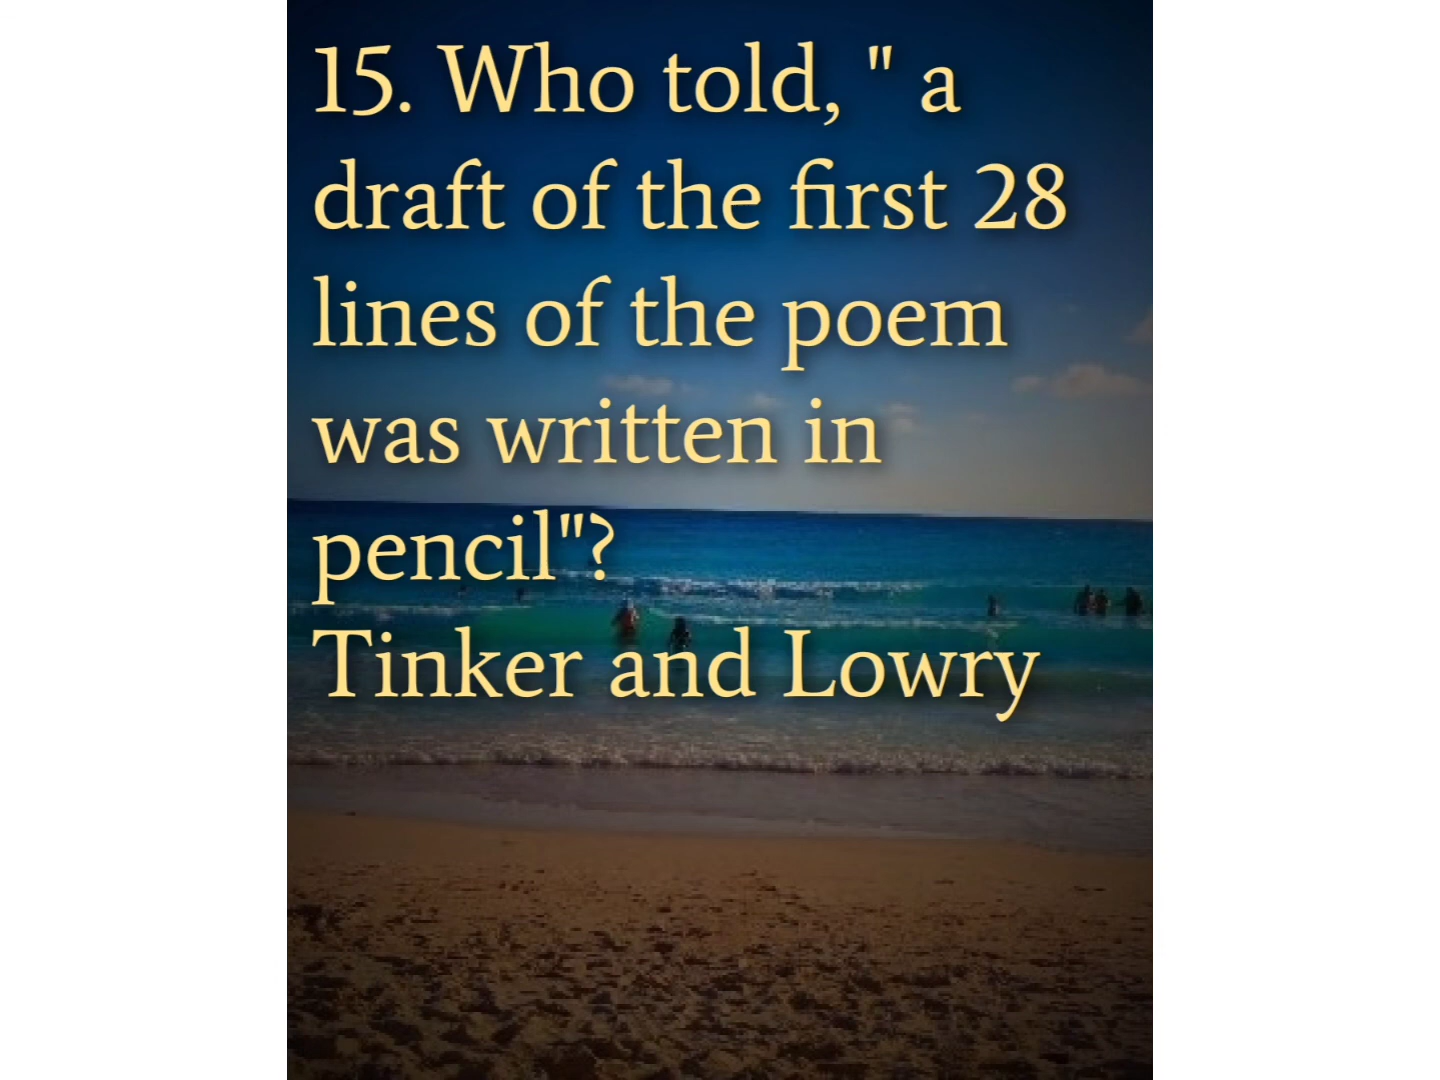 15. Who told, " a
draft of the first 28
lines of the poem
was written in
pencil"?
Tinker and Lowry